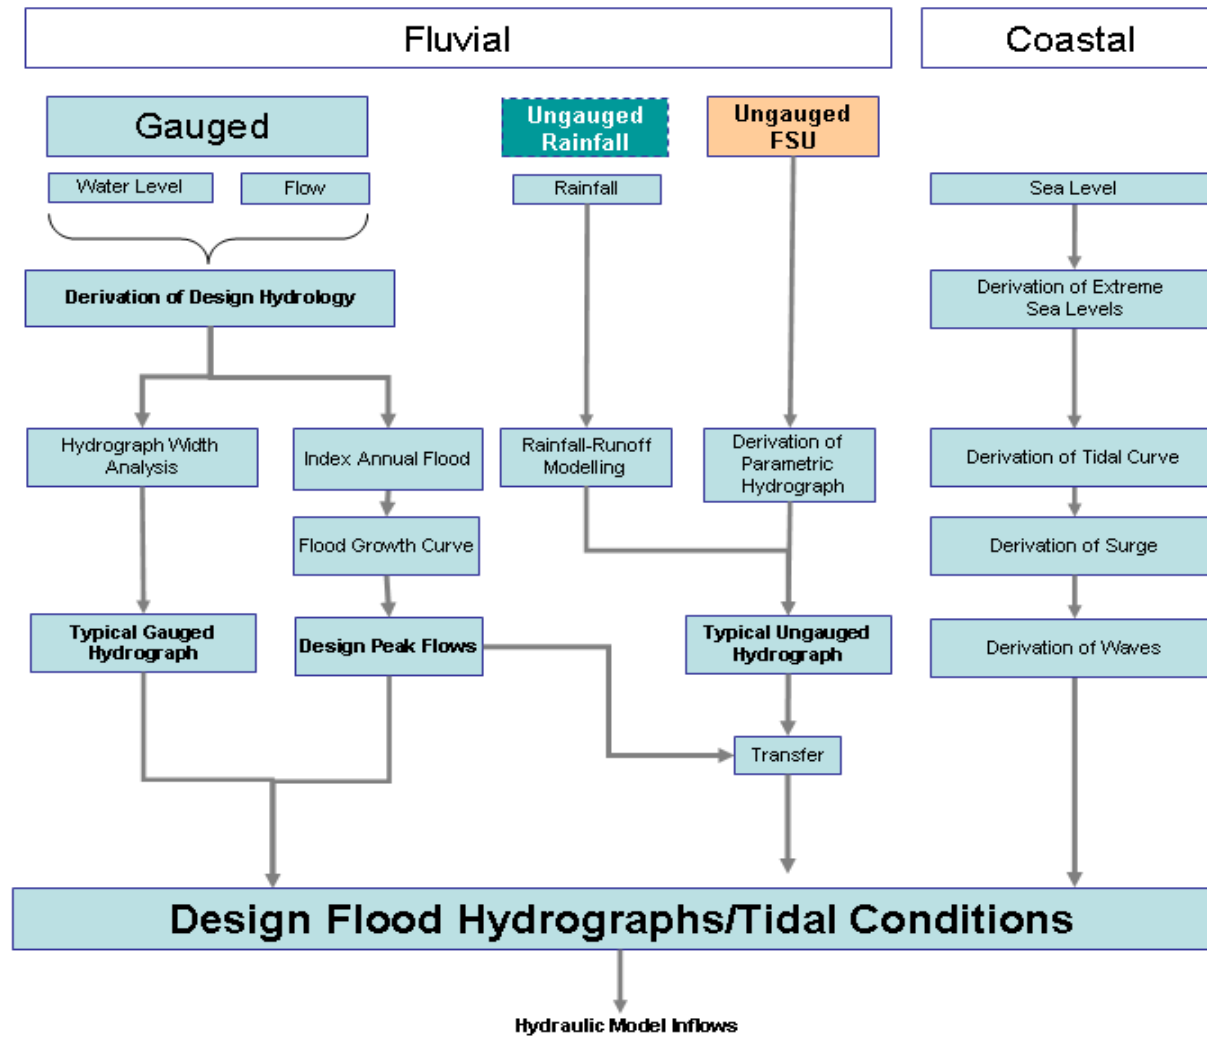 Fluvial
Coastal
Gauged
Ungauged
Rainfall
Ungauged
FSU
Water Level
Flow
Rainfall
Sea Level
Derivation of Design Hydrology
Derivation of Extreme
Sea Levels
Hydrograph Width
Analysis
Index Annual Flood
Rainfall-Runoff
Modelling
Derivation of
Parametric
Hydrograph
Derivation of Tidal Curve
Flood Growth Curve
Derivation of Surge
Typical Gauged
Hydrograph
Design Peak Flows
Typical Ungauged
Hydrograph
Derivation of Waves
Transfer
Design Flood Hydrographs/Tidal Conditions
Hydraulic Model Inflows